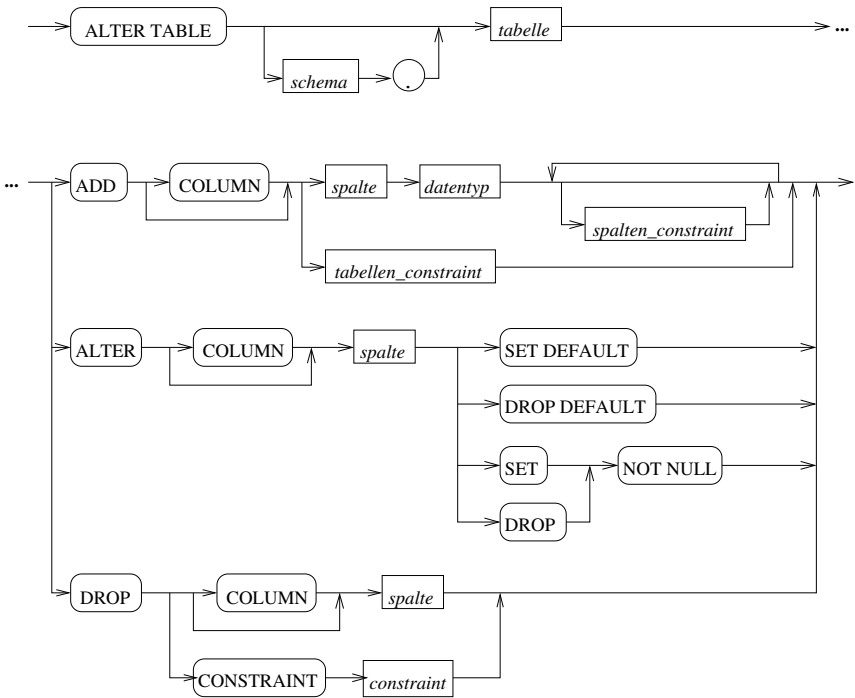 ALTER TABLE tabelle ...
schema .
... ADD COLUMN spalte datentyp
spalten_constraint
tabellen_constraint
ALTER COLUMN spalte SET DEFAULT
DROP DEFAULT
SET NOT NULL
DROP
DROP COLUMN spalte
CONSTRAINT constraint